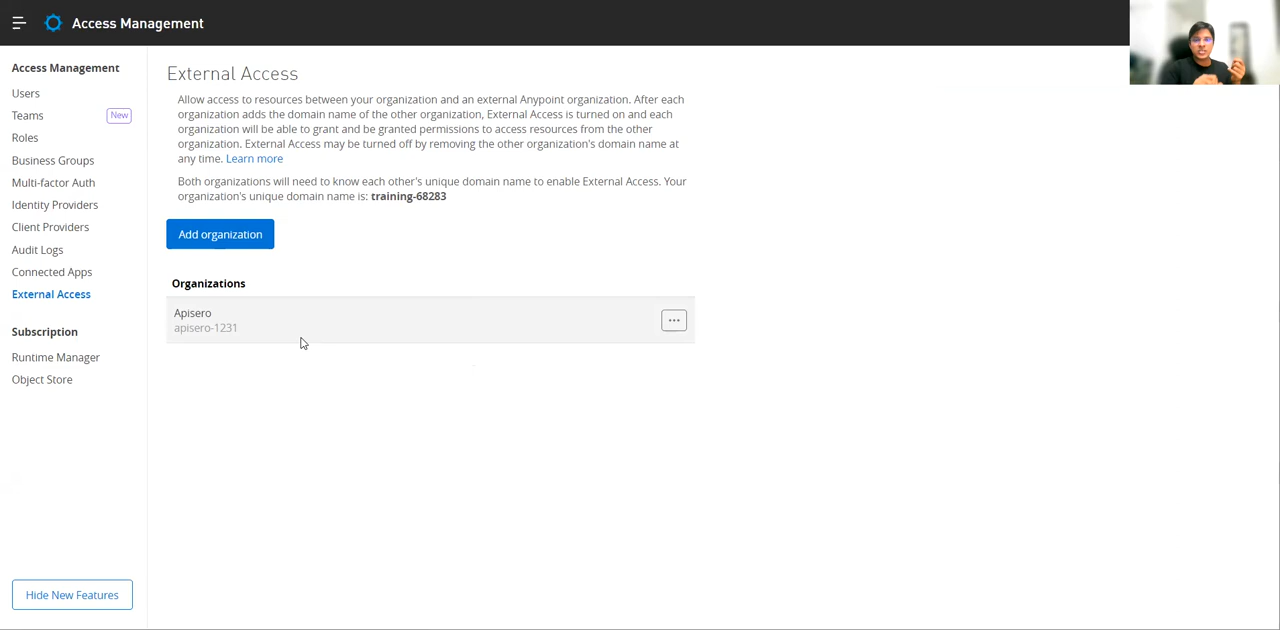 Access Management
Access Management
Users
Teams New
Roles
Business Groups
Multi-factor Auth
Identity Providers
Client Providers
Audit Logs
Connected Apps
External Access
Subscription
Runtime Manager
Object Store
Hide New Features
External Access
Allow access to resources between your organization and an external Anypoint organization. After each
organization adds the domain name of the other organization, External Access is turned on and each
organization will be able to grant and be granted permissions to access resources from the other
organization. External Access may be turned off by removing the other organization's domain name at
any time. Learn more
Both organizations will need to know each other's unique domain name to enable External Access. Your
organization's unique domain name is: training-68283
Add organization
Organizations
Apisero
apisero-1231